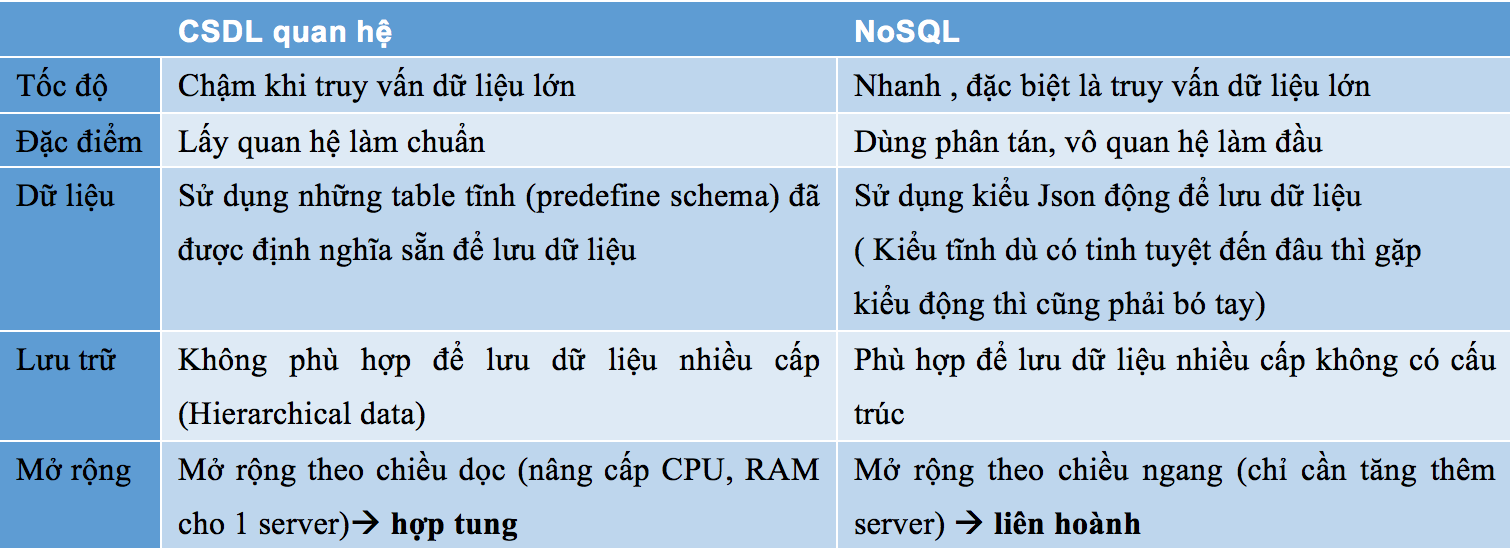 CSDL quan hệ NoSQL
Tốc độ Chậm khi truy vấn dữ liệu lớn Nhanh , đặc biệt là truy vấn dữ liệu lớn
Đặc điểm Lấy quan hệ làm chuẩn Dùng phân tán, vô quan hệ làm đầu
Dữ liệu Sử dụng những table tĩnh (predefine schema) đã
được định nghĩa sẵn để lưu dữ liệu
Sử dụng kiểu Json động để lưu dữ liệu
( Kiểu tĩnh dù có tinh tuyệt đến đâu thì gặp
kiểu động thì cũng phải bó tay)
Lưu trữ Không phù hợp để lưu dữ liệu nhiều cấp
(Hierarchical data)
Phù hợp để lưu dữ liệu nhiều cấp không có cấu
trúc
Mở rộng Mở rộng theo chiều dọc (nâng cấp CPU, RAM
cho 1 server)→ hợp tung
Mở rộng theo chiều ngang (chỉ cần tăng thêm
server) → liên hoành